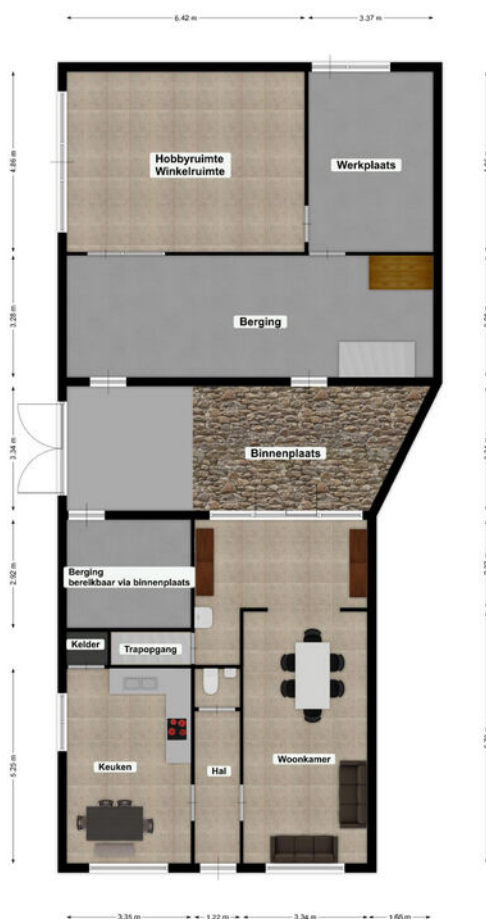 6.42 m
3.37 m
4.86 m
Hobbyruimte
Winkelruimte
Werkplaats
3.28 m
Berging
3.34 m
Binnenplaats
2.92 m
Berging
bereikbaar via binnenplaats
Kelder
Trapopgang
5.25 m
Keuken
Hal
Woonkamer
3.35 m
1.22 m
3.34 m
1.65 m